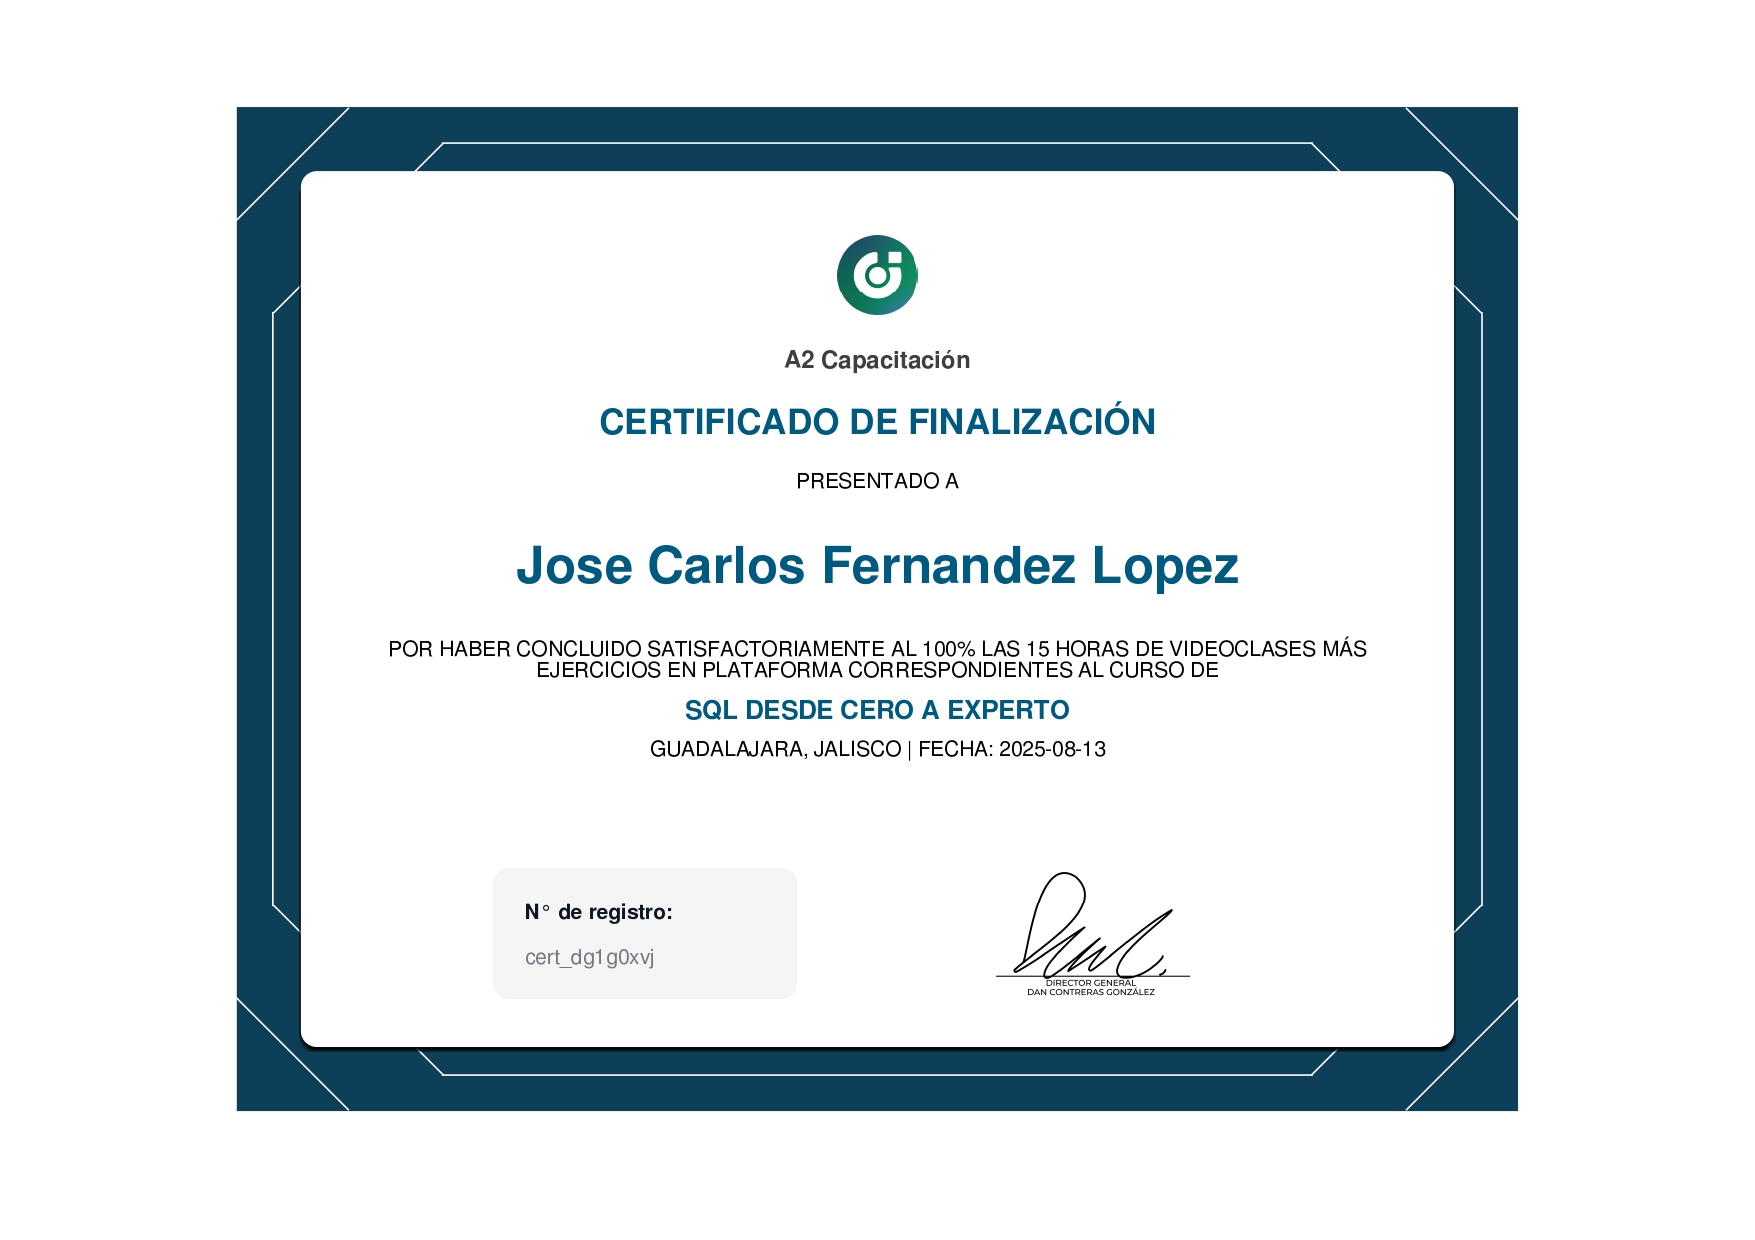 A2 Capacitación
CERTIFICADO DE FINALIZACIÓN
PRESENTADO A
Jose Carlos Fernandez Lopez
POR HABER CONCLUIDO SATISFACTORIAMENTE AL 100% LAS 15 HORAS DE VIDEOCLASES MÁS
EJERCICIOS EN PLATAFORMA CORRESPONDIENTES AL CURSO DE
SQL DESDE CERO A EXPERTO
GUADALAJARA, JALISCO | FECHA: 2025-08-13
N° de registro:
cert_dg1g0xvj
DIRECTOR GENERAL
DAN CONTRERAS GONZÁLEZ